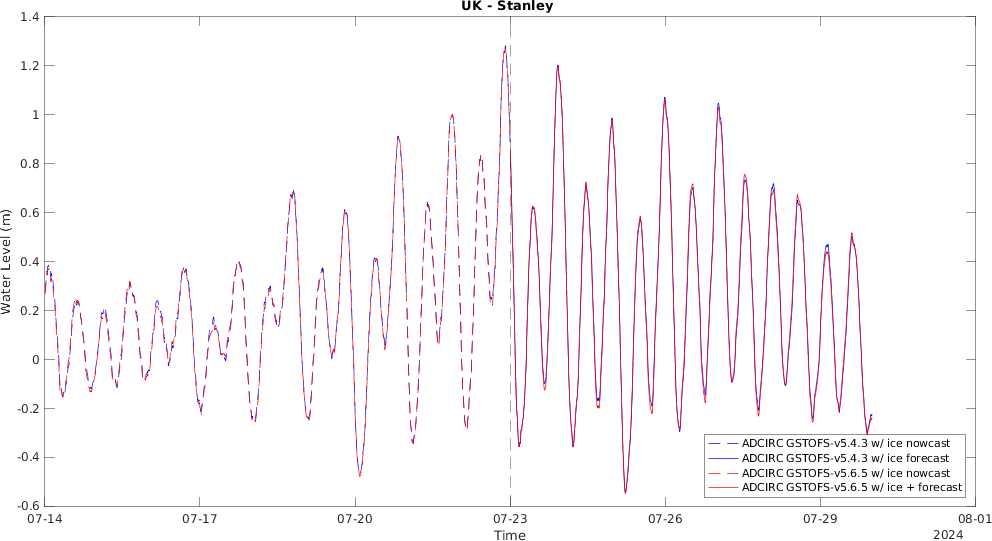 UK - Stanley
1.4
1.2
1
0.8
0.6
0.4
0.2
0
-0.2
-0.4
-0.6
Water Level (m)
ADCIRC GSTOFS-v5.4.3 w/ ice nowcast
ADCIRC GSTOFS-v5.4.3 w/ ice forecast
ADCIRC GSTOFS-v5.6.5 w/ ice nowcast
ADCIRC GSTOFS-v5.6.5 w/ ice + forecast
07-14 07-17 07-20 07-23 07-26 07-29 08-01
Time
2024